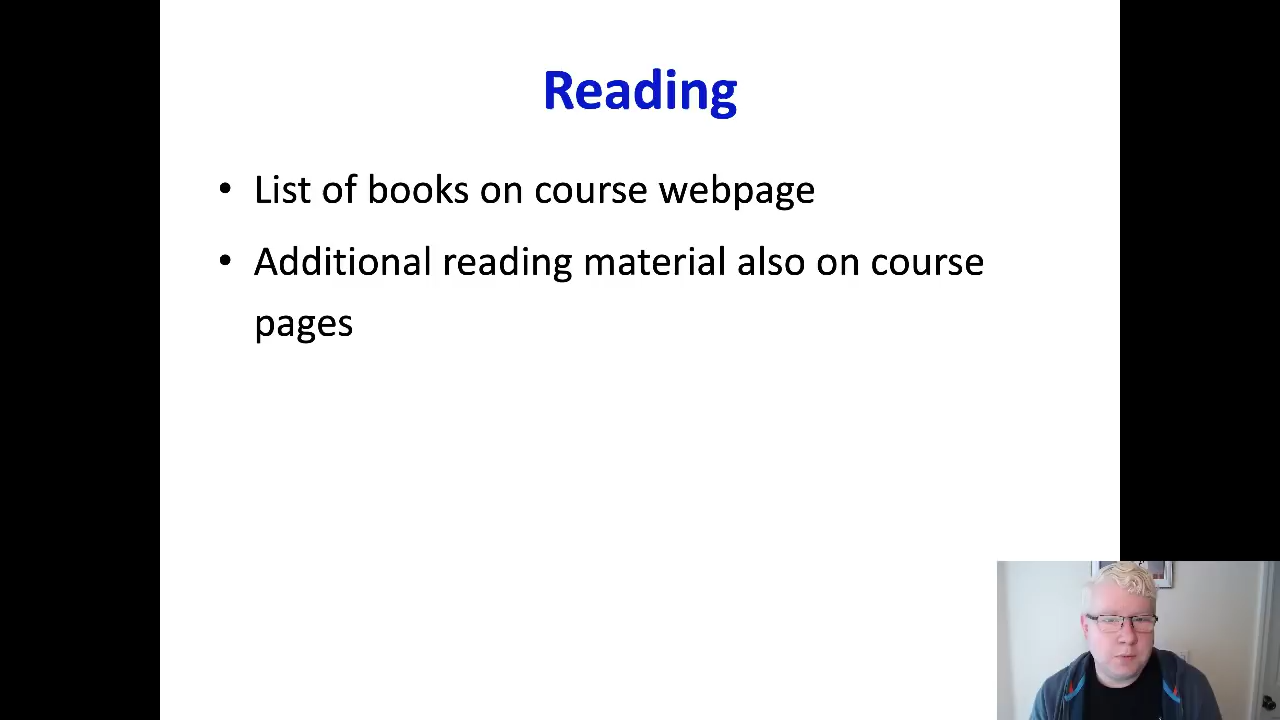 Reading
• List of books on course webpage
• Additional reading material also on course
pages